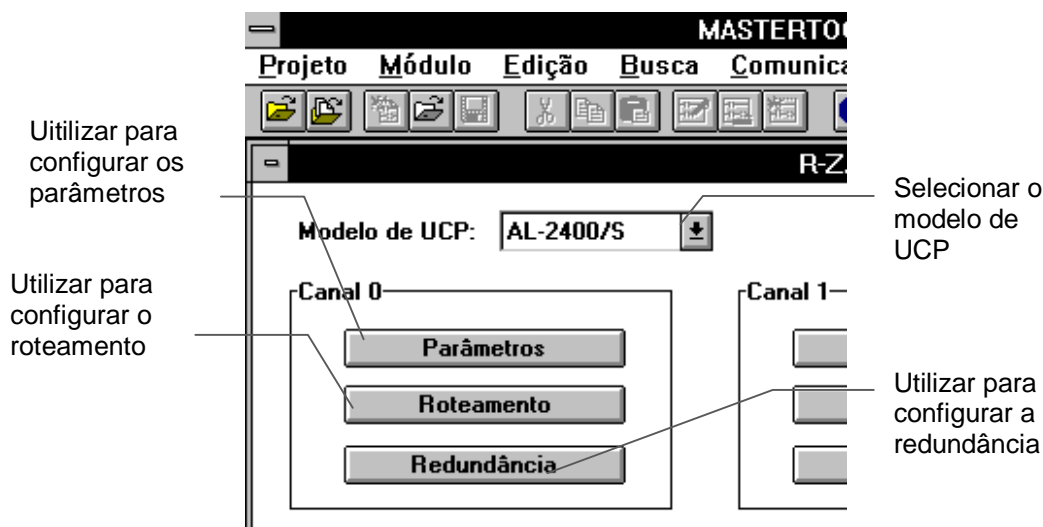 MASTERTO
Projeto Módulo Edição Busca Comunica
R-Z
Uitilizar para
configurar os
parâmetros
Modelo de UCP: AL-2400/S
Selecionar o
modelo de
UCP
Utilizar para
configurar o
roteamento
Canal 0
Parâmetros
Roteamento
Redundância
Canal 1
Utilizar para
configurar a
redundância